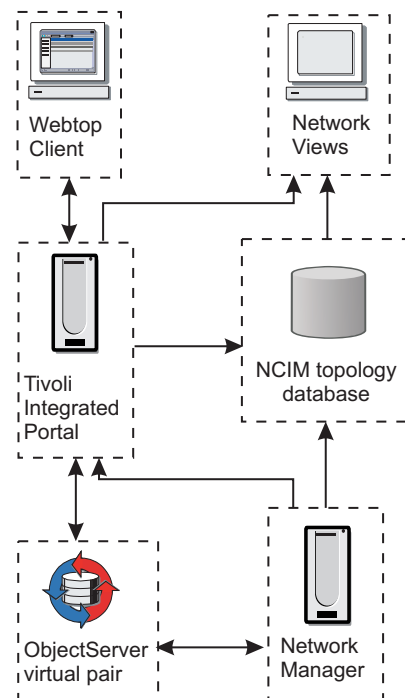 Webtop
Client
Network
Views
Tivoli
Integrated
Portal
NCIM topology
database
ObjectServer
virtual pair
Network
Manager